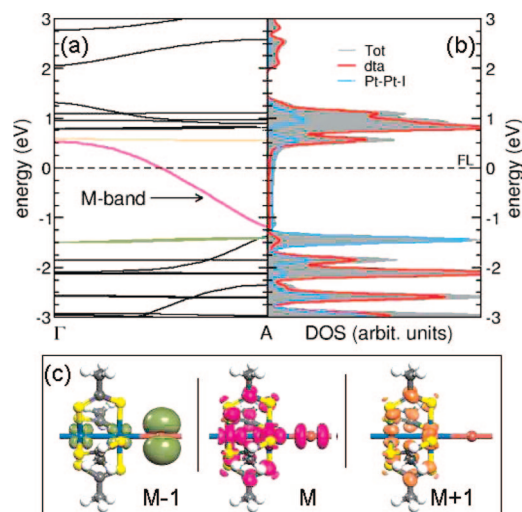 (a)
(b)
energy (eV)
3
2
1
0
-1
-2
-3
M-band
Γ
A
Tot
dta
Pt-Pt-I
FL
DOS (arbit. units)
3
2
1
0
-1
-2
-3
energy (eV)
(c)
M-1
M
M+1